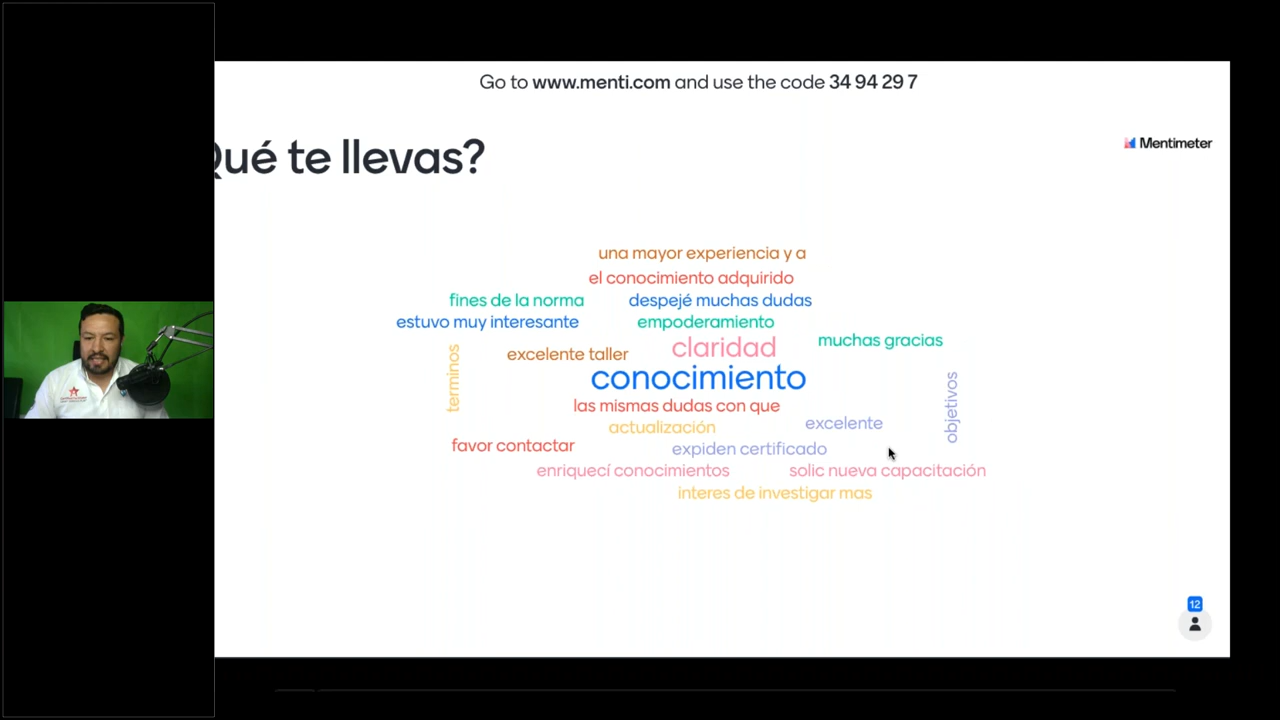 Go to www.menti.com and use the code 34 94 29 7
Mentimeter
Qué te llevas?
una mayor experiencia y a
el conocimiento adquirido
fines de la norma
despejé muchas dudas
estuvo muy interesante
empoderamiento
muchas gracias
claridad
excelente taller
terminos
conocimiento
objetivos
las mismas dudas con que
excelente
actualización
favor contactar
expiden certificado
enriquecí conocimientos
solic nueva capacitación
interes de investigar mas
12